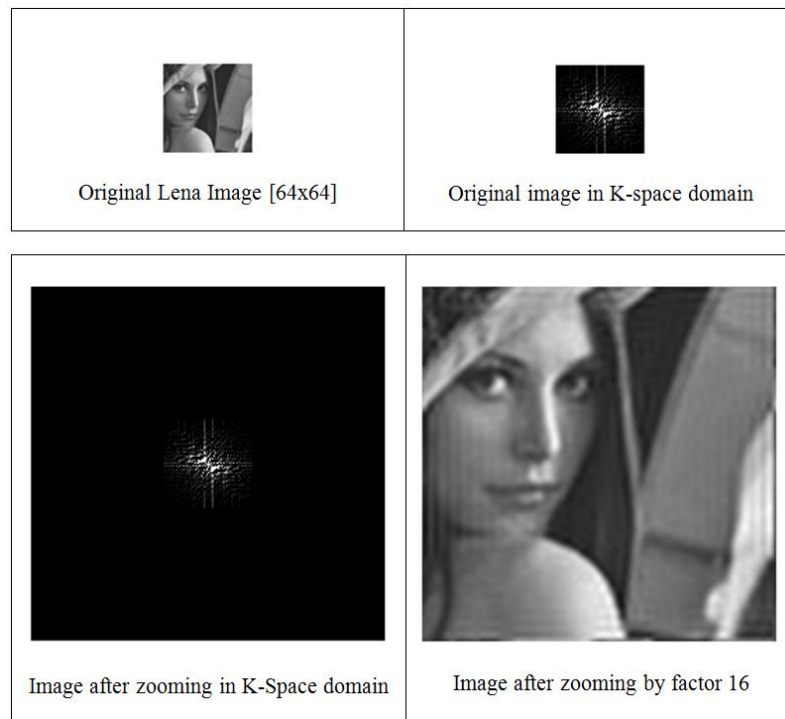 Original Lena Image [64x64]
Original image in K-space domain
Image after zooming in K-Space domain
Image after zooming by factor 16